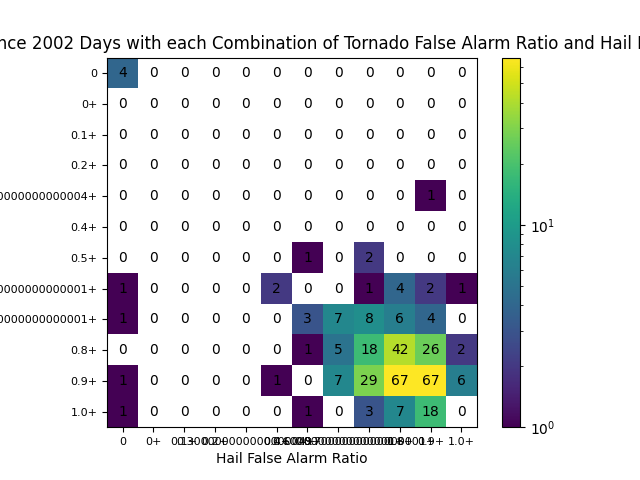 nce 2002 Days with each Combination of Tornado False Alarm Ratio and Hail
0 4 0 0 0 0 0 0 0 0 0 0 0
0+ 0 0 0 0 0 0 0 0 0 0 0 0
0.1+ 0 0 0 0 0 0 0 0 0 0 0 0
0.2+ 0 0 0 0 0 0 0 0 0 0 0 0
0000000000004+ 0 0 0 0 0 0 0 0 0 0 1 0
0.4+ 0 0 0 0 0 0 0 0 0 0 0 0
0.5+ 0 0 0 0 0 0 1 0 2 0 0 0
000000000001+ 1 0 0 0 0 2 0 0 1 4 2 1
000000000001+ 1 0 0 0 0 0 3 7 8 6 4 0
0.8+ 0 0 0 0 0 0 1 5 18 42 26 2
0.9+ 1 0 0 0 0 1 0 7 29 67 67 6
1.0+ 1 0 0 0 0 0 1 0 3 7 18 0
0 0+ 1.0+
Hail False Alarm Ratio
10¹
10⁰